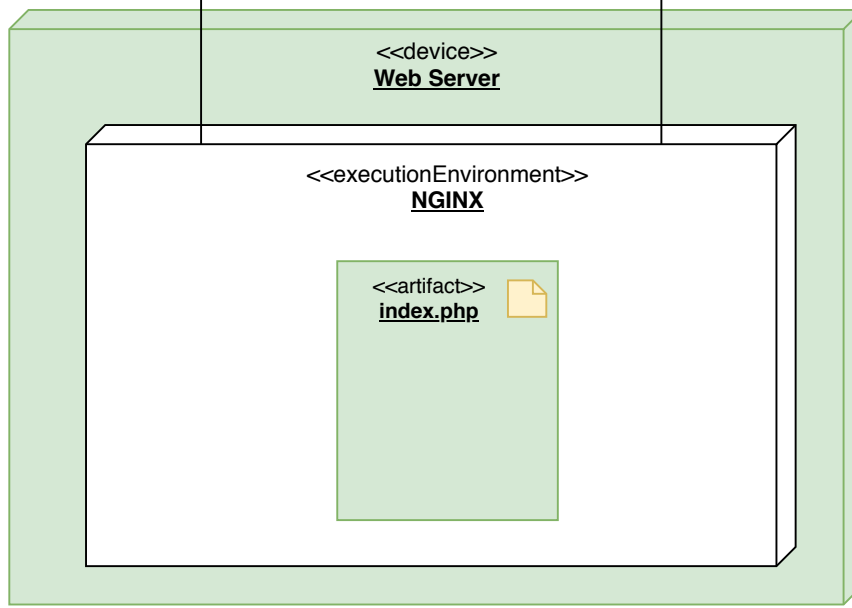 <<device>>
Web Server
<<executionEnvironment>>
NGINX
<<artifact>>
index.php